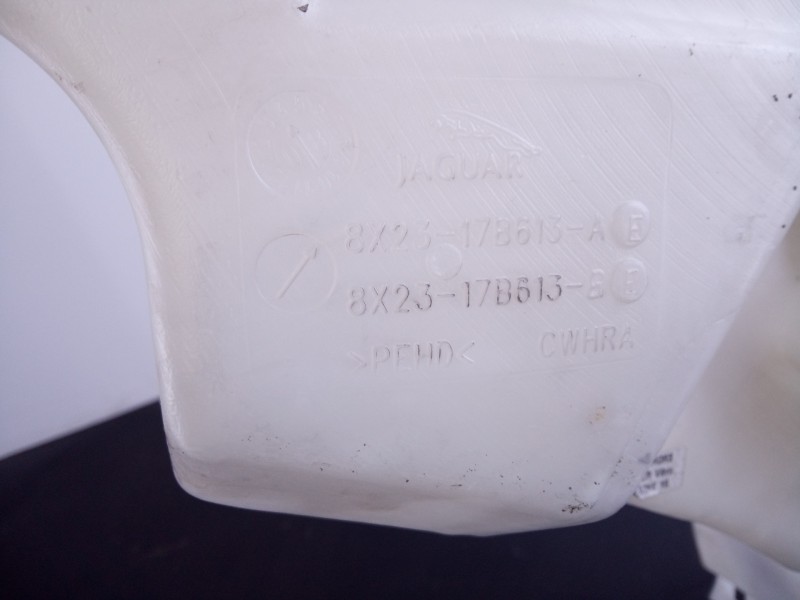 JAGUAR
8X23-17B613-A E
8X23-17B613-B E
>PEHD< CWHRA